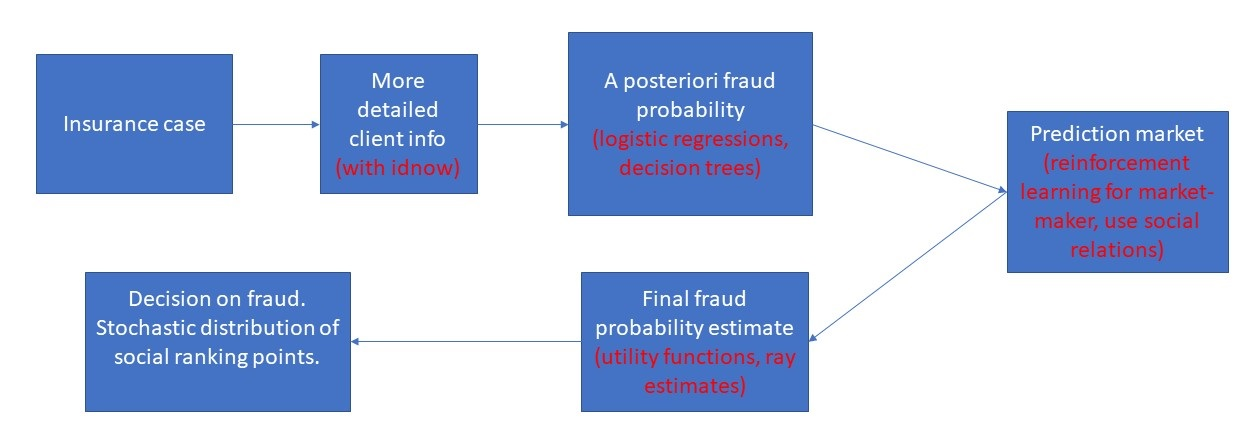 Insurance case
More
detailed
client info
(with idnow)
A posteriori fraud
probability
(logistic regressions,
decision trees)
Prediction market
(reinforcement
learning for market-
maker, use social
relations)
Final fraud
probability estimate
(utility functions, ray
estimates)
Decision on fraud.
Stochastic distribution of
social ranking points.